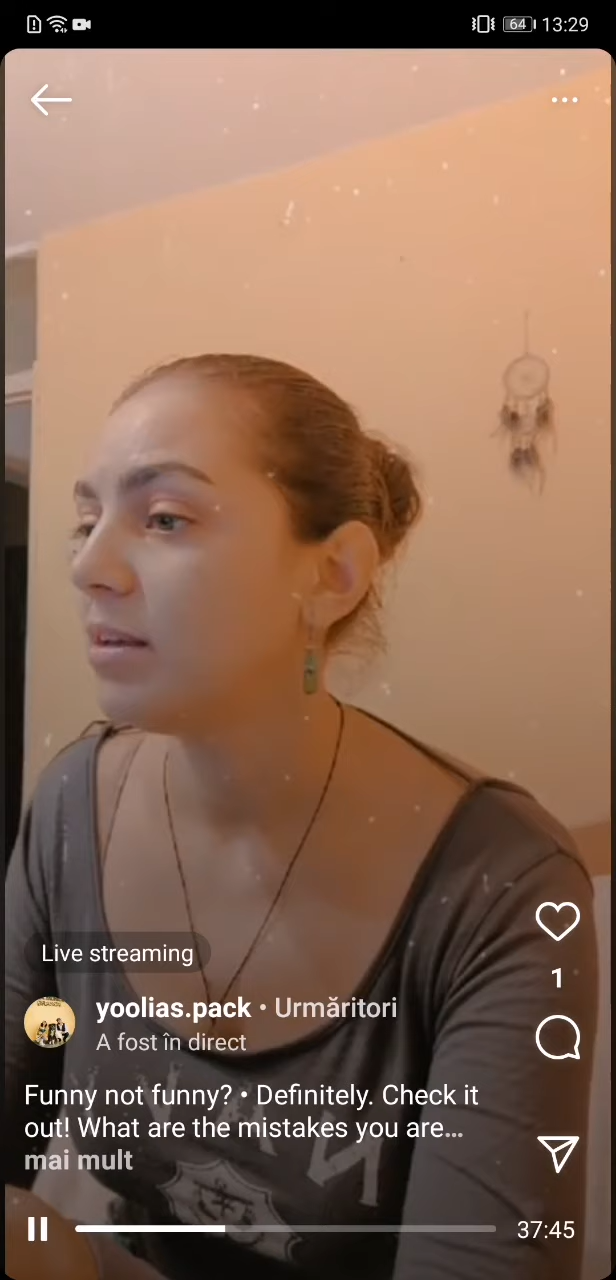 64 13:29
Live streaming
yoolias.pack • Urmăritori
A fost în direct
1
Funny not funny? • Definitely. Check it
out! What are the mistakes you are...
mai mult
37:45